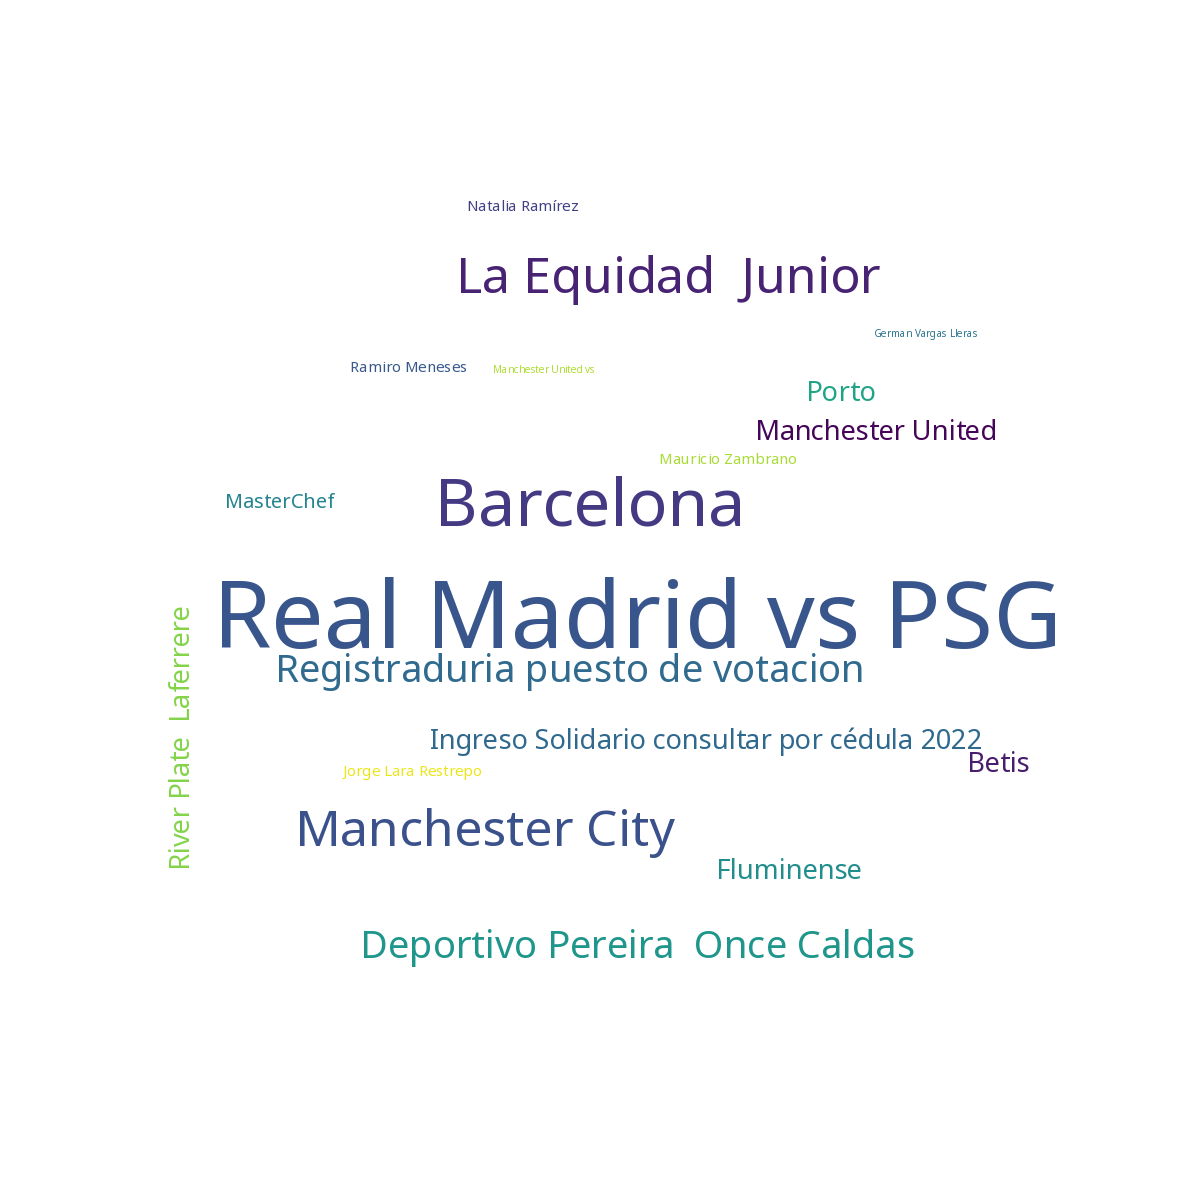 Natalia Ramírez
La Equidad  Junior
German Vargas Lleras
Ramiro Meneses
Manchester United vs
Porto
Manchester United
Mauricio Zambrano
MasterChef
Barcelona
Real Madrid vs PSG
Registraduria puesto de votacion
River Plate  Laferrere
Ingreso Solidario consultar por cédula 2022
Betis
Jorge Lara Restrepo
Manchester City
Fluminense
Deportivo Pereira  Once Caldas